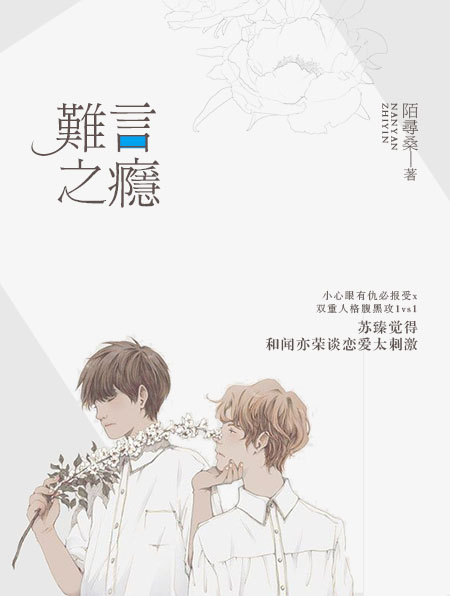 難言
之癮
陌尋桑—著
NANYAN
ZHIYIN
小心眼有仇必报受x
双重人格腹黑攻1vs1
苏臻觉得
和闻亦荣谈恋爱太刺激